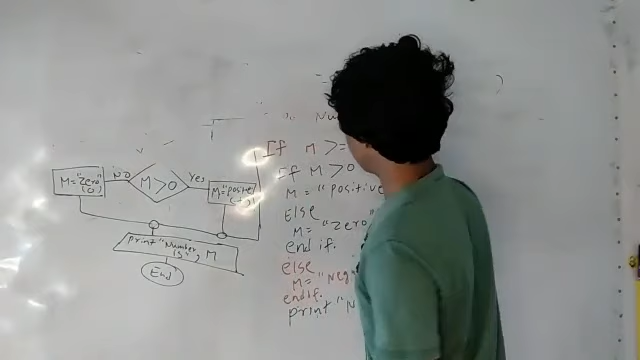 If M >=
If M >0
M = "positive
Else
M= "zero"
end if.
else
M= "Neg
endif.
print "N
M="zero"
(0)
NO
M>0
Yes
M="positive
print "Number
is", M
End